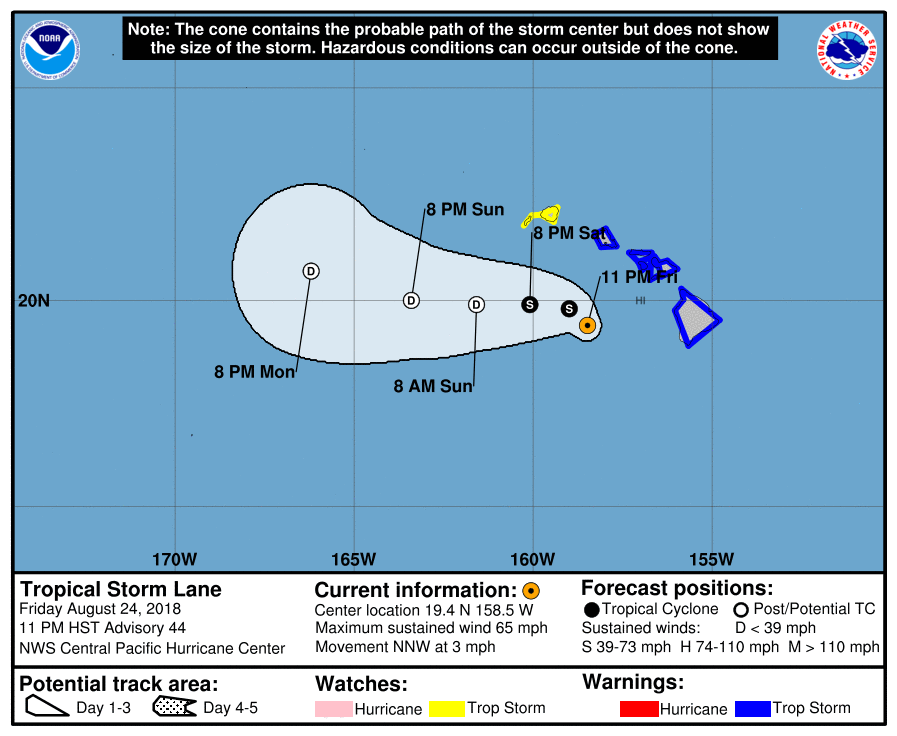 Note: The cone contains the probable path of the storm center but does not show
the size of the storm. Hazardous conditions can occur outside of the cone.
NOAA
NATIONAL WEATHER SERVICE
8 PM Sun
8 PM Sat
11 PM Fri
D
D
D
S
S
20N
HI
8 PM Mon
8 AM Sun
170W
165W
160W
155W
Tropical Storm Lane
Friday August 24, 2018
11 PM HST Advisory 44
NWS Central Pacific Hurricane Center
Current information:
Center location 19.4 N 158.5 W
Maximum sustained wind 65 mph
Movement NNW at 3 mph
Forecast positions:
Tropical Cyclone
Post/Potential TC
Sustained winds:
D < 39 mph
S 39-73 mph
H 74-110 mph
M > 110 mph
Potential track area:
Day 1-3
Day 4-5
Watches:
Hurricane
Trop Storm
Warnings:
Hurricane
Trop Storm